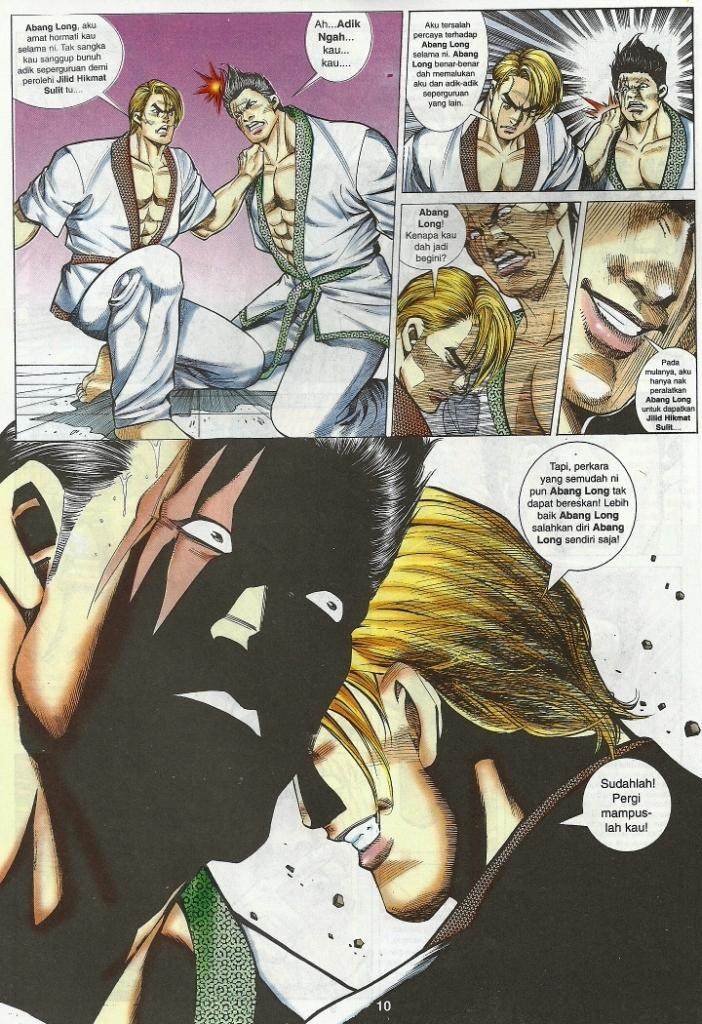 Abang Long, aku
amat hormati kau
selama ni. Tak sangka
kau sanggup bunuh
adik seperguruan demi
perolehi Jilid Hikmat
Sulit tu....
Ah...Adik
Ngah...
kau...
kau....
Aku tersalah
percaya terhadap
Abang Long
selama ni. Abang
Long benar-benar
dah memalukan
aku dan adik-adik
seperguruan
yang lain.
Abang
Long!
Kenapa kau
dah jadi
begini?
Pada
mulanya, aku
hanya nak
peralatkan
Abang Long
untuk dapatkan
Jilid Hikmat
Sulit....
Tapi, perkara
yang semudah ni
pun Abang Long tak
dapat bereskan! Lebih
baik Abang Long
salahkan diri Abang
Long sendiri saja!
Sudahlah!
Pergi
mampus-
lah kau!
10